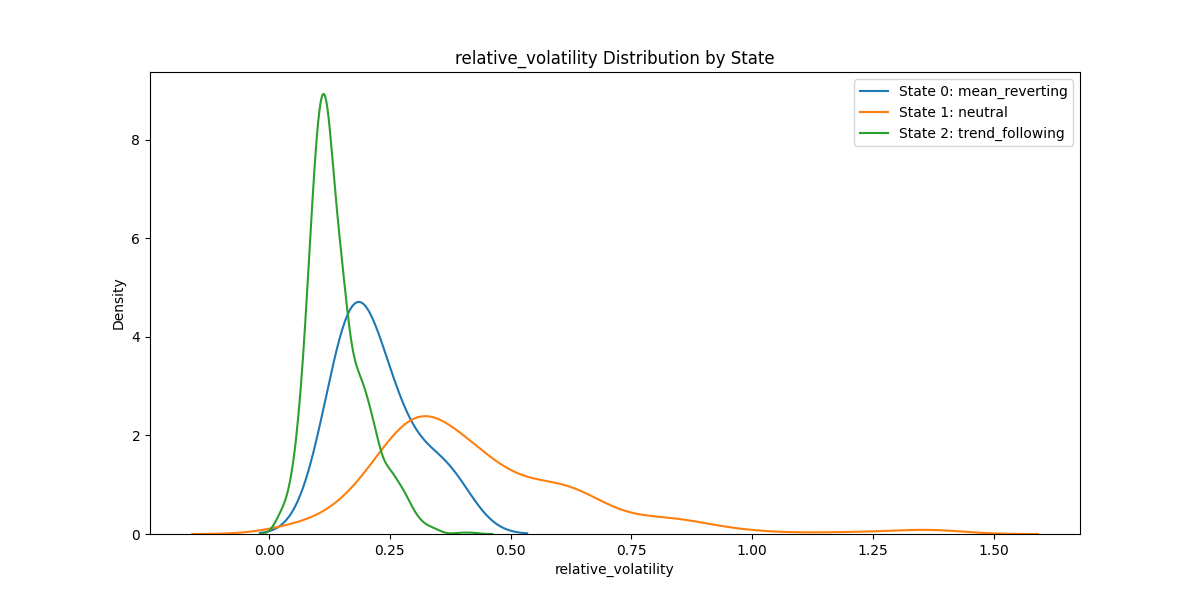 relative_volatility Distribution by State
State 0: mean_reverting
State 1: neutral
State 2: trend_following
Density
8
6
4
2
0
0.00 0.25 0.50 0.75 1.00 1.25 1.50
relative_volatility